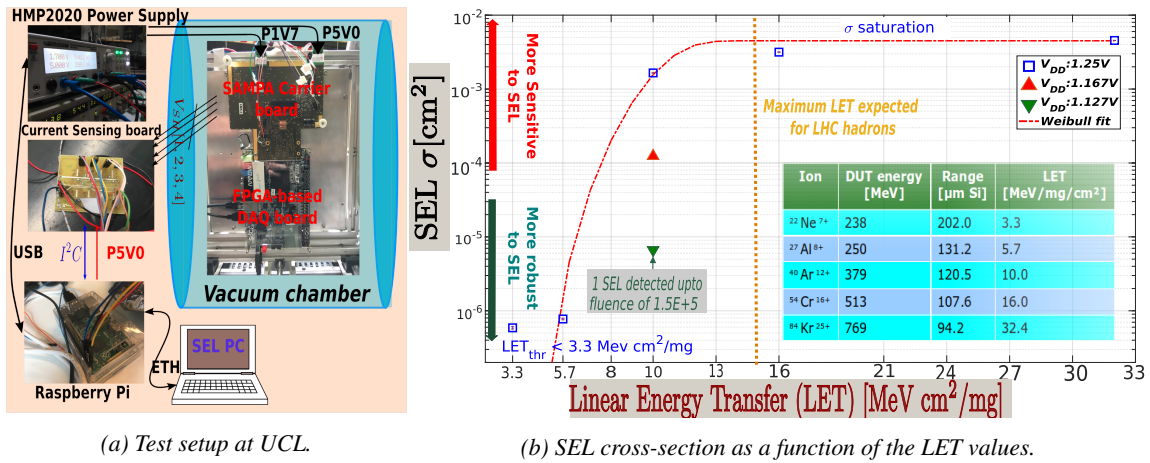 HMP2020 Power Supply
P1V7
P5V0
SAMPA Carrier
board
Current Sensing board
FPGA-based
DAQ board
USB
I²C
P5V0
Vacuum chamber
SEL PC
ETH
Raspberry Pi
(a) Test setup at UCL.
SEL σ[cm²]
10⁻²
10⁻³
10⁻⁴
10⁻⁵
10⁻⁶
More Sensitive
to SEL
More robust
to SEL
σ saturation
V_DD:1.25V
V_DD:1.167V
V_DD:1.127V
Weibull fit
Maximum LET expected
for LHC hadrons
Ion DUT energy [MeV] Range [μm Si] LET [MeV/mg/cm²]
²²Ne⁷⁺ 238 202.0 3.3
²⁷Al⁸⁺ 250 131.2 5.7
⁴⁰Ar¹²⁺ 379 120.5 10.0
⁵⁴Cr¹⁶⁺ 513 107.6 16.0
⁸⁴Kr²⁵⁺ 769 94.2 32.4
1 SEL detected upto
fluence of 1.5E+5
LET_thr < 3.3 Mev cm²/mg
3.3 5.7 8 10 13 16 21 24 27 30 33
Linear Energy Transfer (LET) [MeV cm²/mg]
(b) SEL cross-section as a function of the LET values.